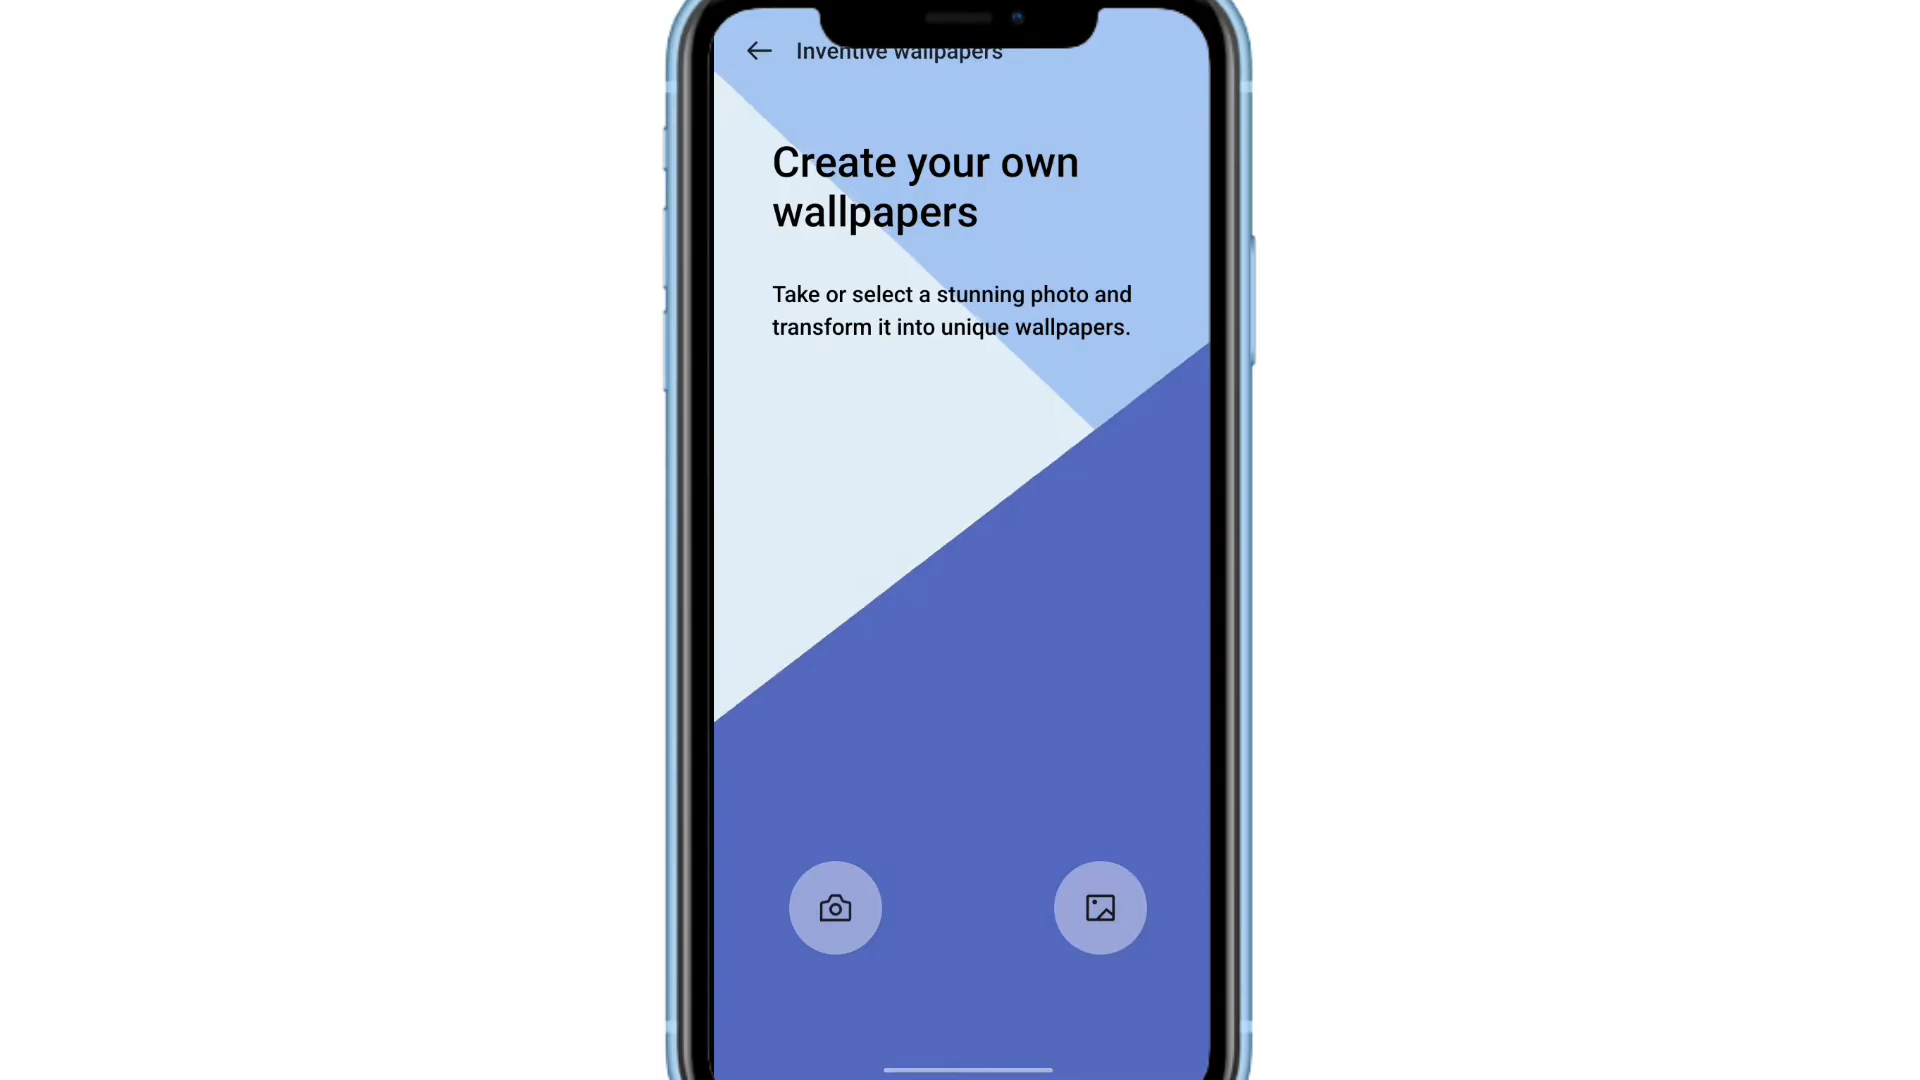 Inventive wallpapers
Create your own
wallpapers
Take or select a stunning photo and
transform it into unique wallpapers.